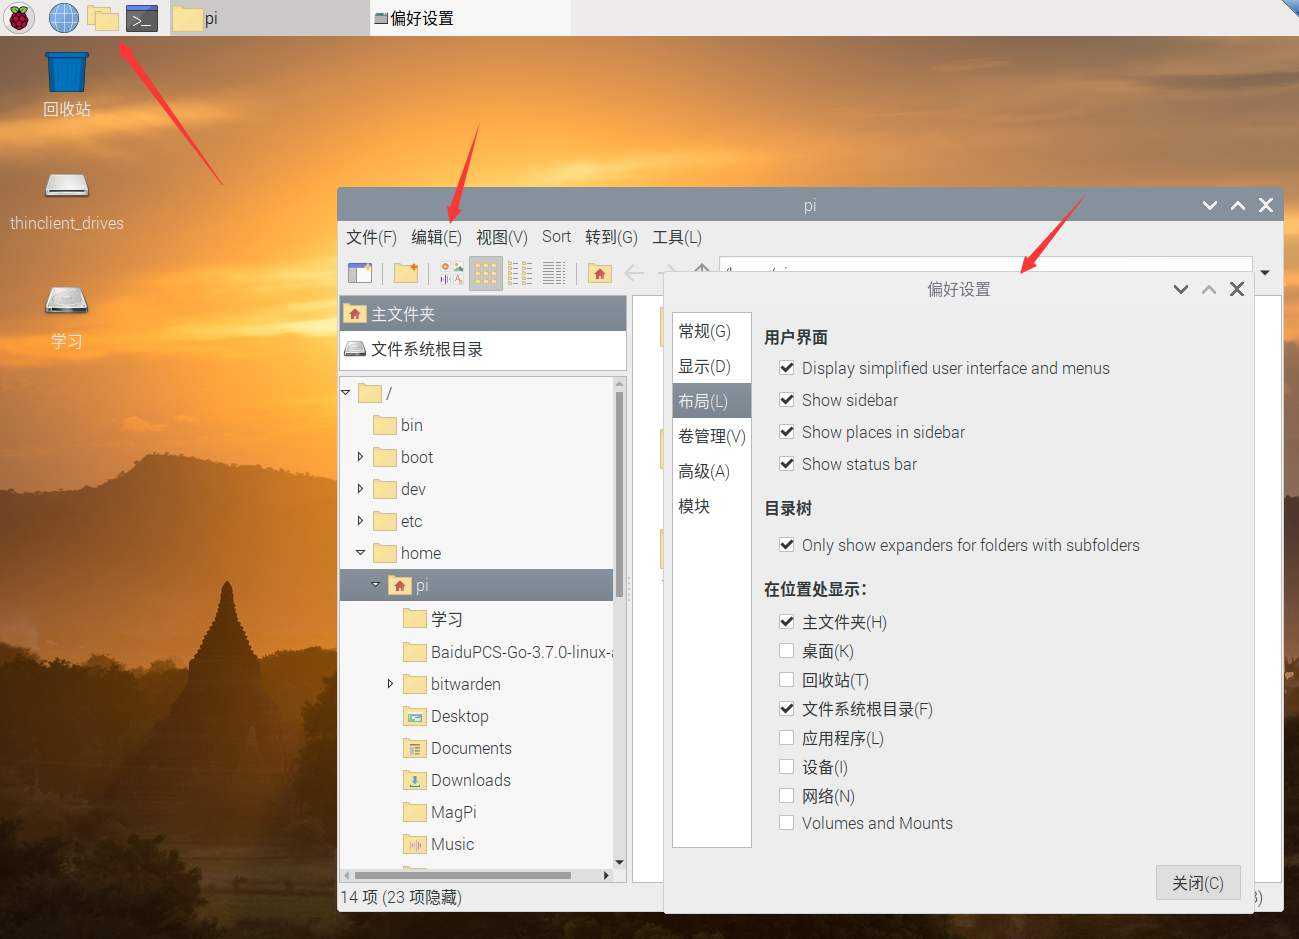 pi
偏好设置
回收站
thinclient_drives
学习
pi
文件(F) 编辑(E) 视图(V) Sort 转到(G) 工具(L)
主文件夹
文件系统根目录
/
bin
boot
dev
etc
home
pi
学习
BaiduPCS-Go-3.7.0-linux-
bitwarden
Desktop
Documents
Downloads
MagPi
Music
14 项 (23 项隐藏)
偏好设置
常规(G)
显示(D)
布局(L)
卷管理(V)
高级(A)
模块
用户界面
Display simplified user interface and menus
Show sidebar
Show places in sidebar
Show status bar
目录树
Only show expanders for folders with subfolders
在位置处显示：
主文件夹(H)
桌面(K)
回收站(T)
文件系统根目录(F)
应用程序(L)
设备(I)
网络(N)
Volumes and Mounts
关闭(C)